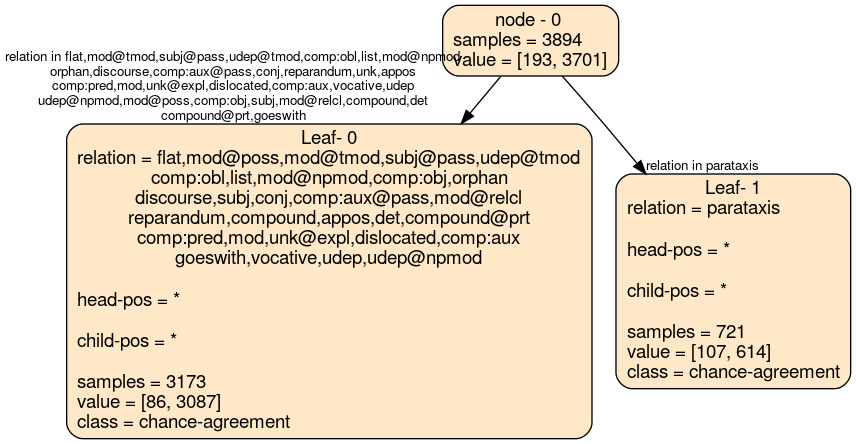 node - 0
samples = 3894
value = [193, 3701]
relation in flat,mod@tmod,subj@pass,udep@tmod,comp:obl,list,mod@npmod
orphan,discourse,comp:aux@pass,conj,reparandum,unk,appos
comp:pred,mod,unk@expl,dislocated,comp:aux,vocative,udep
udep@npmod,mod@poss,comp:obj,subj,mod@relcl,compound,det
compound@prt,goeswith
Leaf- 0
relation = flat,mod@poss,mod@tmod,subj@pass,udep@tmod
comp:obl,list,mod@npmod,comp:obj,orphan
discourse,subj,conj,comp:aux@pass,mod@relcl
reparandum,compound,appos,det,compound@prt
comp:pred,mod,unk@expl,dislocated,comp:aux
goeswith,vocative,udep,udep@npmod
head-pos = *
child-pos = *
samples = 3173
value = [86, 3087]
class = chance-agreement
relation in parataxis
Leaf- 1
relation = parataxis
head-pos = *
child-pos = *
samples = 721
value = [107, 614]
class = chance-agreement